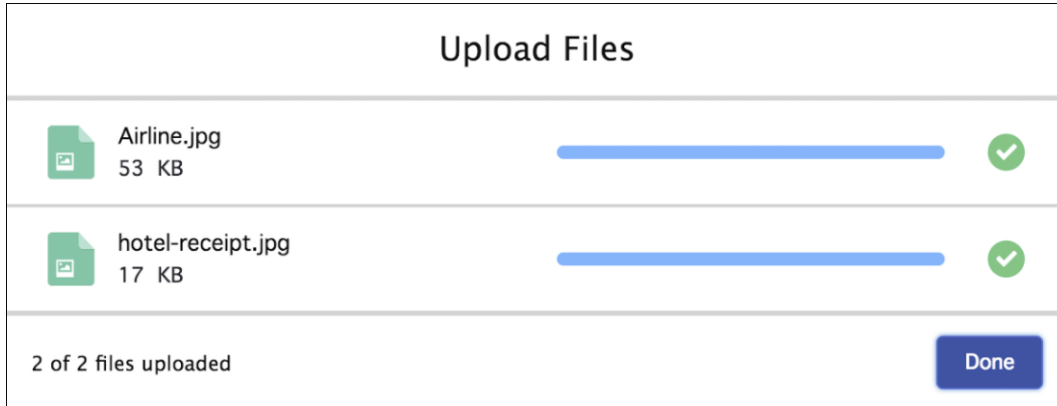 Upload Files
Airline.jpg
53 KB
hotel-receipt.jpg
17 KB
2 of 2 files uploaded
Done